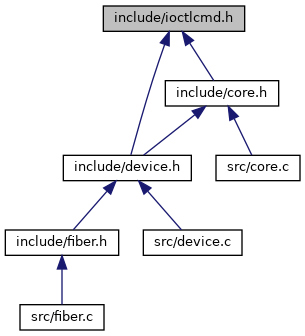 include/ioctlcmd.h
include/core.h
include/device.h
src/core.c
include/fiber.h
src/device.c
src/fiber.c